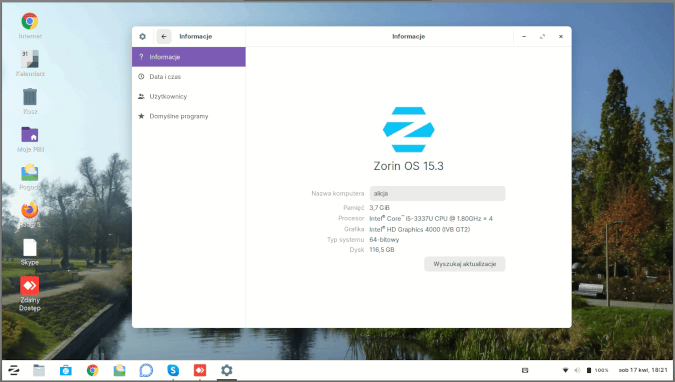 Internet
31
Kalendarz
Kosz
Moje Pliki
Pogoda
Skype
Zdalny
Dostęp
Informacje
Informacje
Informacje
Data i czas
Użytkownicy
Domyślne programy
Zorin OS 15.3
Nazwa komputera alicja
Pamięć 3,7 GiB
Procesor Intel® Core™ i5-3337U CPU @ 1.80GHz × 4
Grafika Intel® HD Graphics 4000 (IVB GT2)
Typ systemu 64-bitowy
Dysk 116,5 GB
Wyszukaj aktualizacje
100%
sob 17 kwi, 18:21